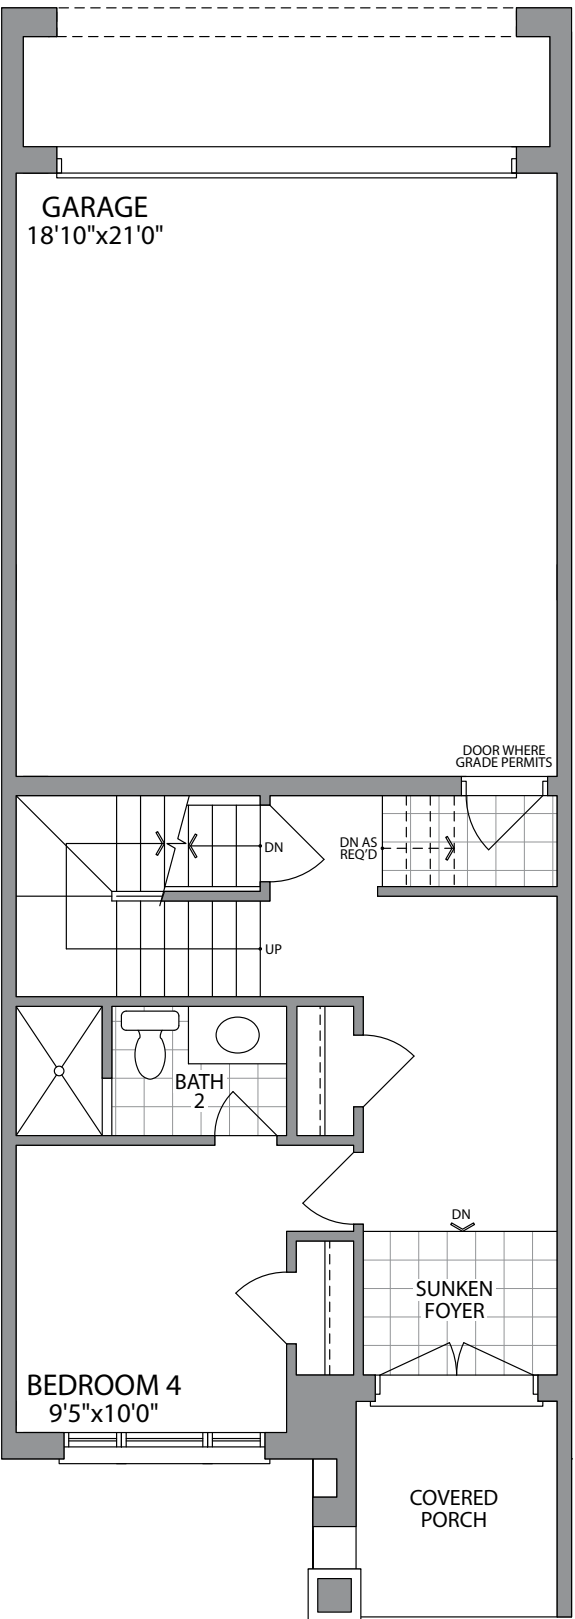 GARAGE
18'10"x21'0"
DOOR WHERE
GRADE PERMITS
DN
DN AS
REQ'D
UP
BATH
2
DN
SUNKEN
FOYER
BEDROOM 4
9'5"x10'0"
COVERED
PORCH